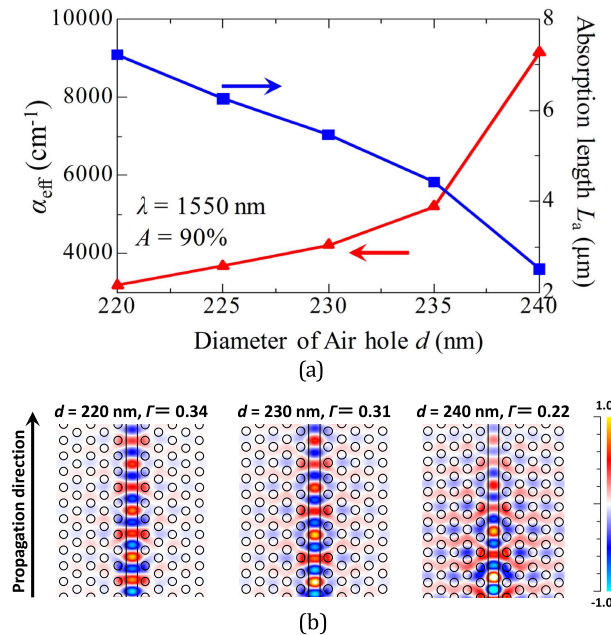 10000
8000
6000
4000
αeff (cm-1)
8
6
4
2
Absorption length La (μm)
λ = 1550 nm
A = 90%
220 225 230 235 240
Diameter of Air hole d (nm)
(a)
d = 220 nm, Γ= 0.34 d = 230 nm, Γ= 0.31 d = 240 nm, Γ= 0.22
Propagation direction
1.0
-1.0
(b)